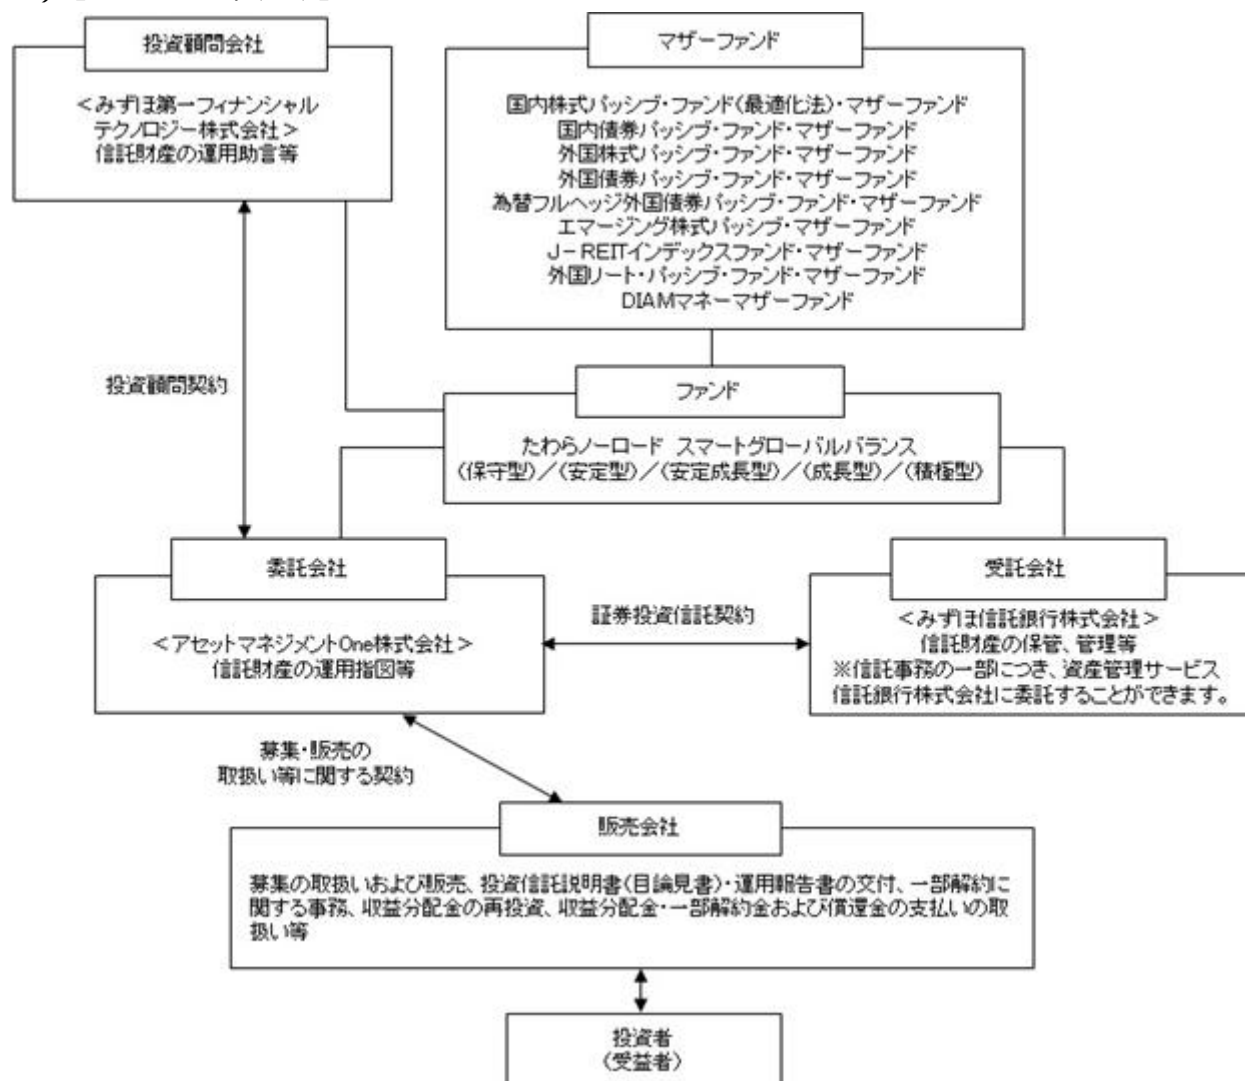 投資顧問会社
<みずほ第一フィナンシャル
テクノロジー株式会社>
信託財産の運用助言等
マザーファンド
国内株式パッシブ・ファンド(最適化法)・マザーファンド
国内債券パッシブ・ファンド・マザーファンド
外国株式パッシブ・ファンド・マザーファンド
外国債券パッシブ・ファンド・マザーファンド
為替フルヘッジ外国債券パッシブ・ファンド・マザーファンド
エマージング株式パッシブ・マザーファンド
J-REITインデックスファンド・マザーファンド
外国リート・パッシブ・ファンド・マザーファンド
DIAMマネーマザーファンド
投資顧問契約
ファンド
たわらノーロード スマートグローバルバランス
(保守型)/(安定型)/(安定成長型)/(成長型)/(積極型)
委託会社
<アセットマネジメントOne株式会社>
信託財産の運用指図等
証券投資信託契約
受託会社
<みずほ信託銀行株式会社>
信託財産の保管、管理等
※信託事務の一部につき、資産管理サービス
信託銀行株式会社に委託することができます。
募集・販売の
取扱い等に関する契約
販売会社
募集の取扱いおよび販売、投資信託説明書(目論見書)・運用報告書の交付、一部解約に
関する事務、収益分配金の再投資、収益分配金・一部解約金および償還金の支払いの取
扱い等
投資者
(受益者)